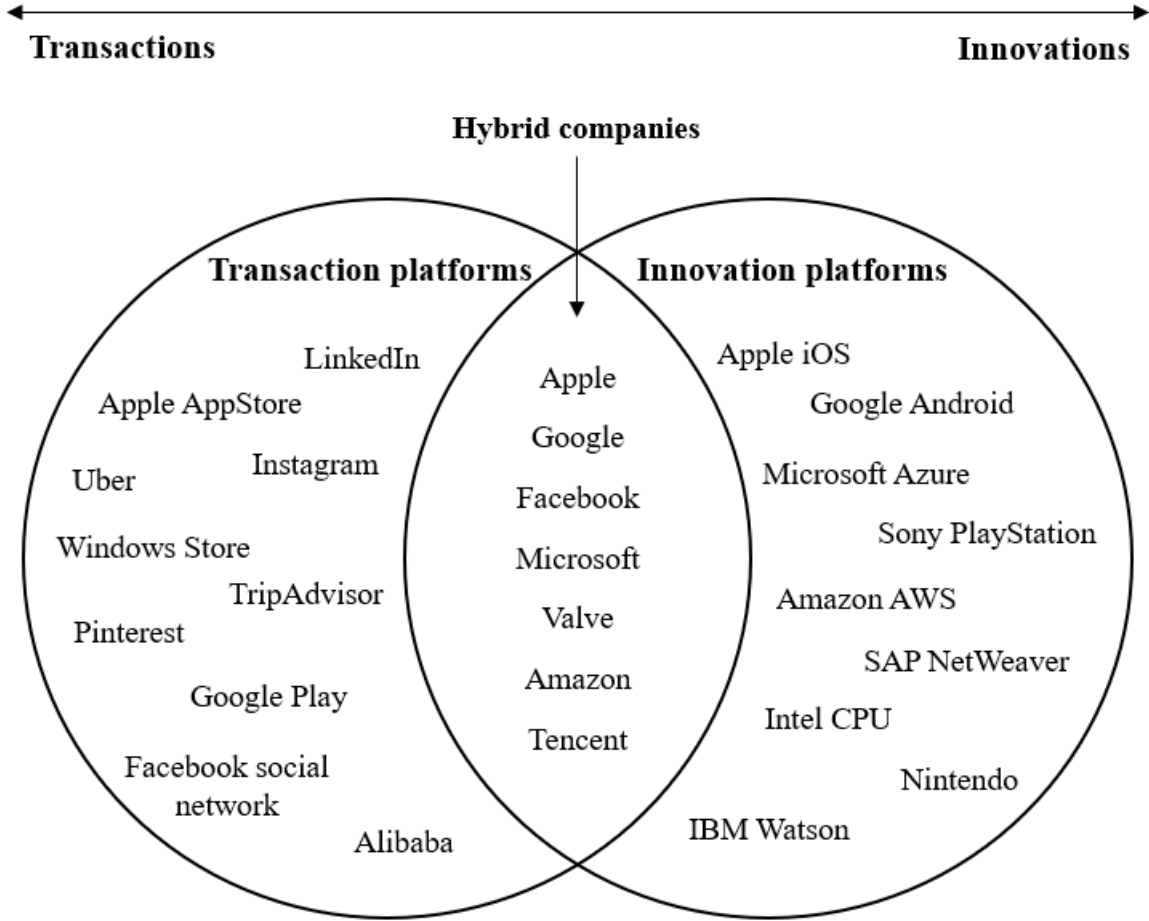 Transactions
Innovations
Hybrid companies
Transaction platforms
LinkedIn
Apple AppStore
Instagram
Uber
Windows Store
TripAdvisor
Pinterest
Google Play
Facebook social
network
Alibaba
Apple
Google
Facebook
Microsoft
Valve
Amazon
Tencent
Innovation platforms
Apple iOS
Google Android
Microsoft Azure
Sony PlayStation
Amazon AWS
SAP NetWeaver
Intel CPU
Nintendo
IBM Watson